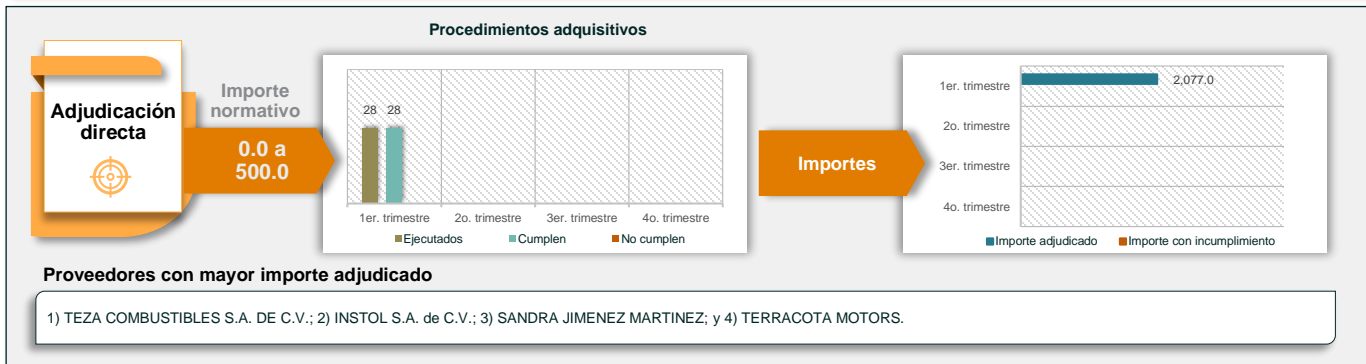 Procedimientos adquisitivos
Adjudicación
directa
Importe
normativo
0.0 a
500.0
28 28
1er. trimestre 2o. trimestre 3er. trimestre 4o. trimestre
Ejecutados Cumplen No cumplen
Importes
1er. trimestre 2,077.0
2o. trimestre
3er. trimestre
4o. trimestre
Importe adjudicado Importe con incumplimiento
Proveedores con mayor importe adjudicado
1) TEZA COMBUSTIBLES S.A. DE C.V.; 2) INSTOL S.A. de C.V.; 3) SANDRA JIMENEZ MARTINEZ; y 4) TERRACOTA MOTORS.